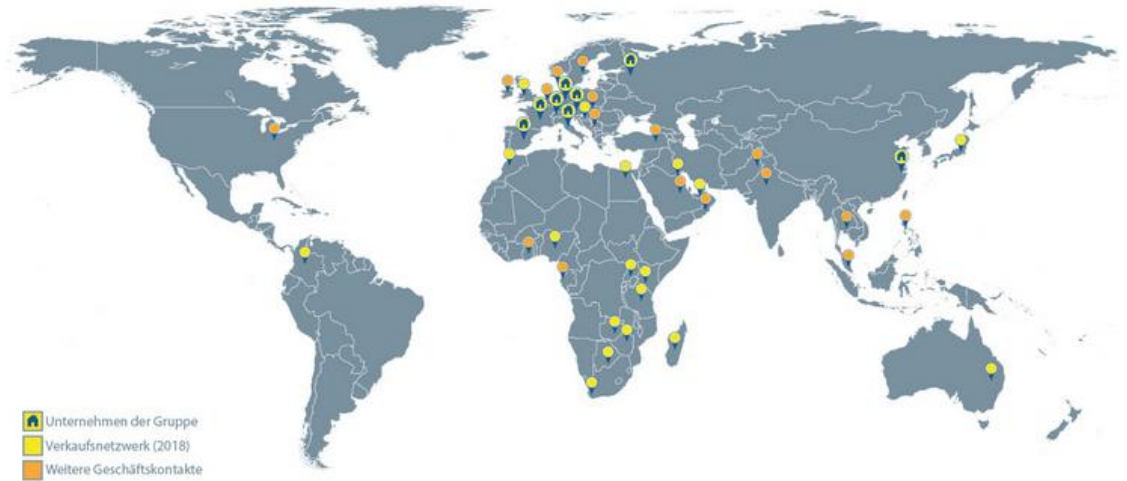 Unternehmen der Gruppe
Verkaufsnetzwerk (2018)
Weitere Geschäftskontakte